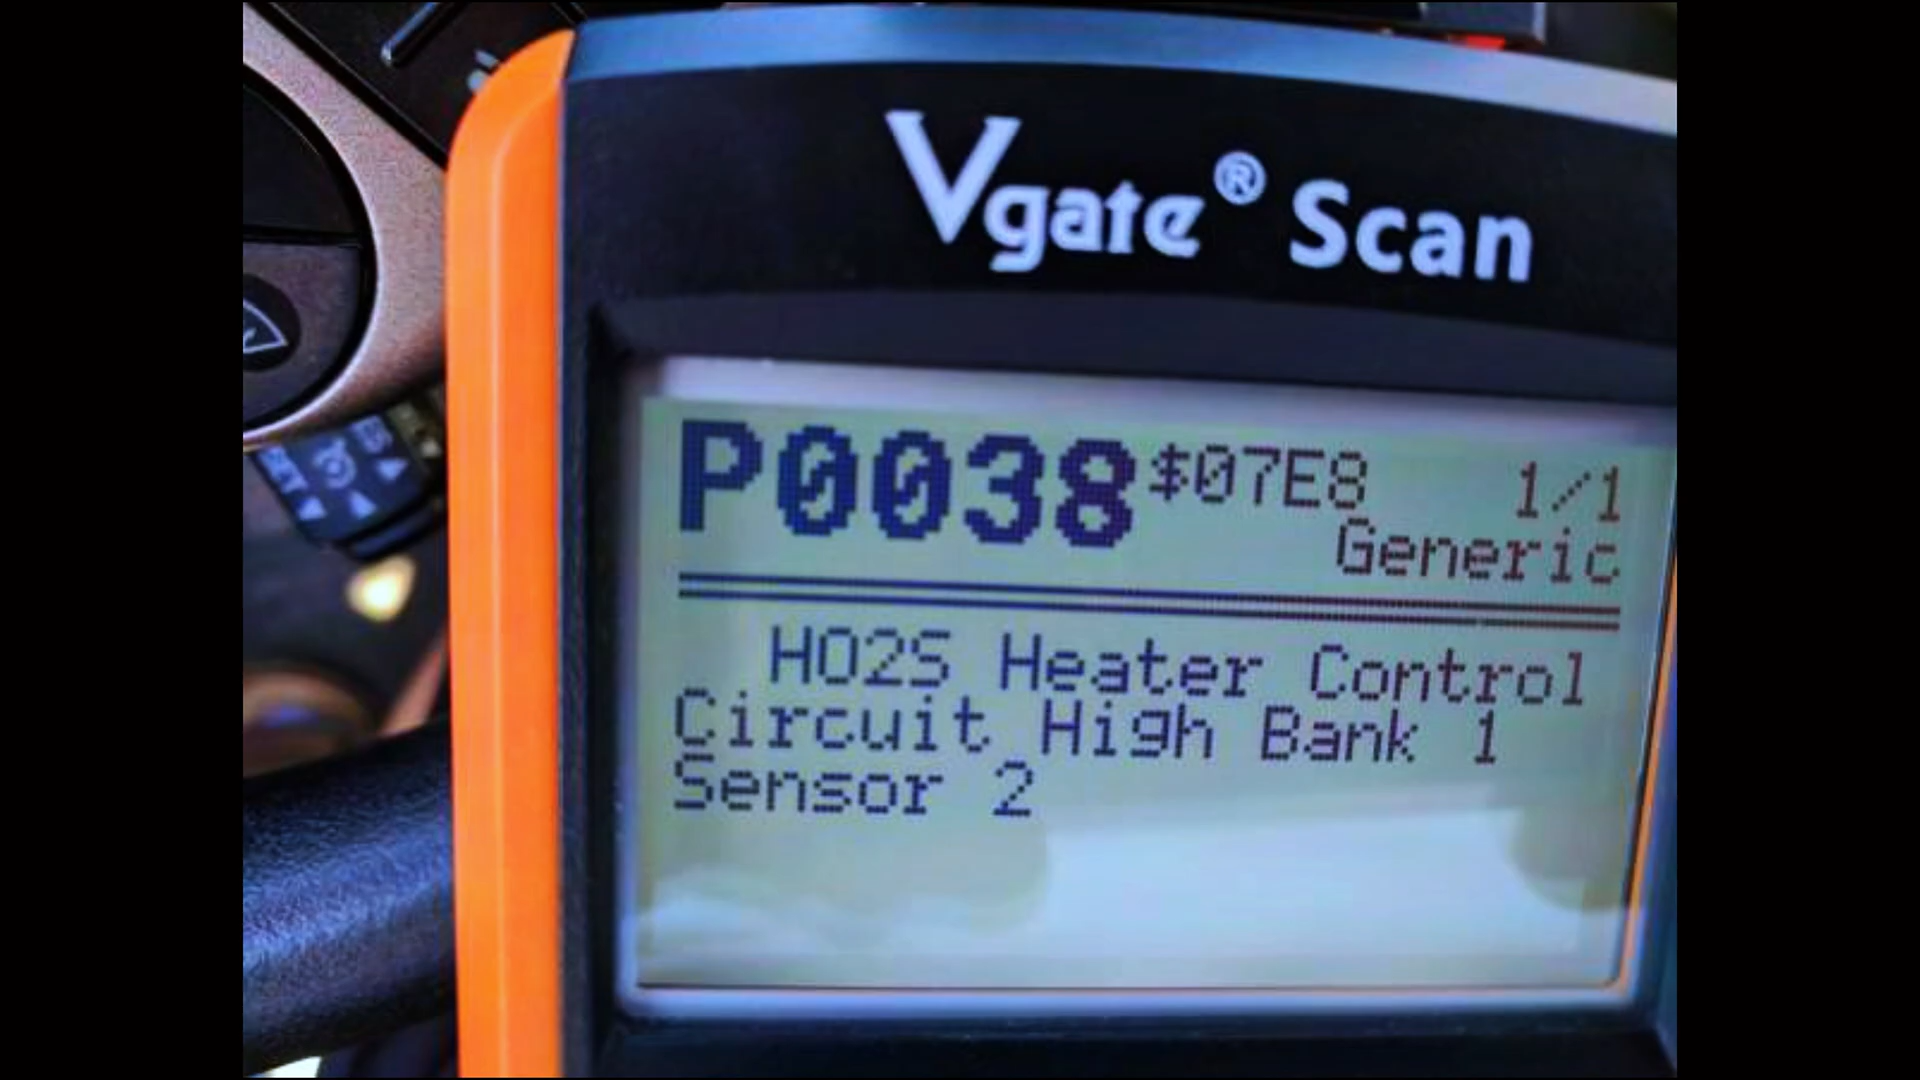 Vgate® Scan
P0038 $07E8 1/1
Generic
HO2S Heater Control
Circuit High Bank 1
Sensor 2